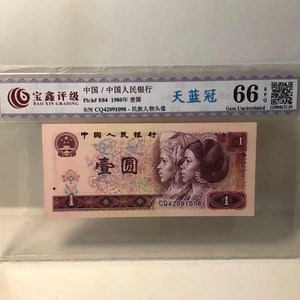 宝鑫评级
BAO XIN GRADING
中国/中国人民银行
Pick# 884 1980年 壹圆
S/N CQ42091098 - 民族人物头像
天蓝冠
66 EPQ
Gem Uncirculated
中国人民银行
1
壹圆
CQ42091098
1
1980